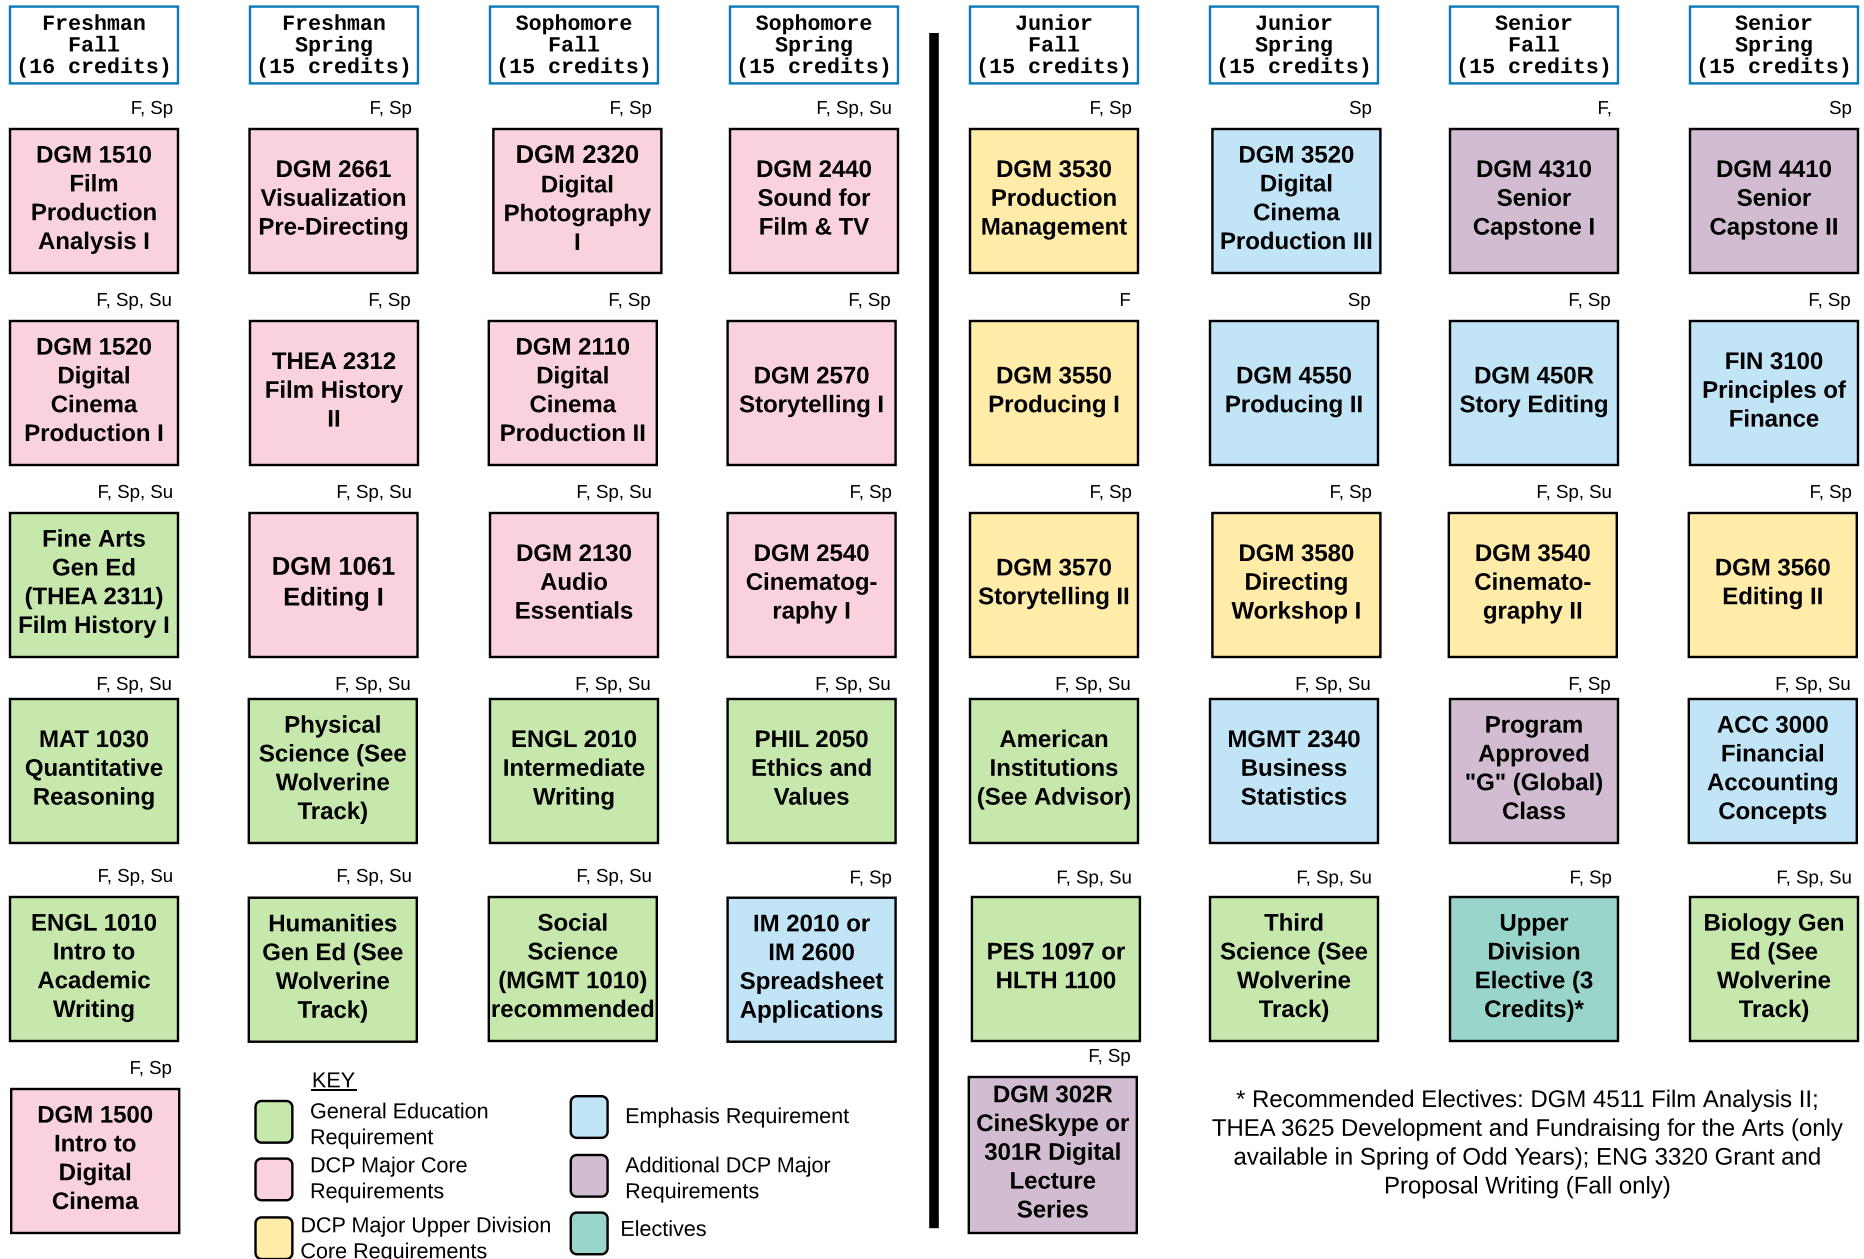 Freshman
Fall
(16 credits)
F, Sp
DGM 1510
Film
Production
Analysis I
F, Sp, Su
DGM 1520
Digital
Cinema
Production I
F, Sp, Su
Fine Arts
Gen Ed
(THEA 2311)
Film History I
F, Sp, Su
MAT 1030
Quantitative
Reasoning
F, Sp, Su
ENGL 1010
Intro to
Academic
Writing
F, Sp
DGM 1500
Intro to
Digital
Cinema
Freshman
Spring
(15 credits)
F, Sp
DGM 2661
Visualization
Pre-Directing
F, Sp
THEA 2312
Film History
II
F, Sp, Su
DGM 1061
Editing I
F, Sp, Su
Physical
Science (See
Wolverine
Track)
F, Sp, Su
Humanities
Gen Ed (See
Wolverine
Track)
Sophomore
Fall
(15 credits)
F, Sp
DGM 2320
Digital
Photography
I
F, Sp
DGM 2110
Digital
Cinema
Production II
F, Sp, Su
DGM 2130
Audio
Essentials
F, Sp, Su
ENGL 2010
Intermediate
Writing
F, Sp, Su
Social
Science
(MGMT 1010)
recommended
Sophomore
Spring
(15 credits)
F, Sp, Su
DGM 2440
Sound for
Film & TV
F, Sp
DGM 2570
Storytelling I
F, Sp
DGM 2540
Cinematog-
raphy I
F, Sp, Su
PHIL 2050
Ethics and
Values
F, Sp
IM 2010 or
IM 2600
Spreadsheet
Applications
KEY
General Education
Requirement
DCP Major Core
Requirements
DCP Major Upper Division
Core Requirements
Emphasis Requirement
Additional DCP Major
Requirements
Electives
Junior
Fall
(15 credits)
F, Sp
DGM 3530
Production
Management
F
DGM 3550
Producing I
F, Sp
DGM 3570
Storytelling II
F, Sp, Su
American
Institutions
(See Advisor)
F, Sp, Su
PES 1097 or
HLTH 1100
F, Sp
DGM 302R
CineSkype or
301R Digital
Lecture
Series
Junior
Spring
(15 credits)
Sp
DGM 3520
Digital
Cinema
Production III
Sp
DGM 4550
Producing II
F, Sp
DGM 3580
Directing
Workshop I
F, Sp, Su
MGMT 2340
Business
Statistics
F, Sp, Su
Third
Science (See
Wolverine
Track)
Senior
Fall
(15 credits)
F,
DGM 4310
Senior
Capstone I
F, Sp
DGM 450R
Story Editing
F, Sp, Su
DGM 3540
Cinemato-
graphy II
F, Sp
Program
Approved
"G" (Global)
Class
F, Sp
Upper
Division
Elective (3
Credits)*
Senior
Spring
(15 credits)
Sp
DGM 4410
Senior
Capstone II
F, Sp
FIN 3100
Principles of
Finance
F, Sp
DGM 3560
Editing II
F, Sp, Su
ACC 3000
Financial
Accounting
Concepts
F, Sp, Su
Biology Gen
Ed (See
Wolverine
Track)
* Recommended Electives: DGM 4511 Film Analysis II;
THEA 3625 Development and Fundraising for the Arts (only
available in Spring of Odd Years); ENG 3320 Grant and
Proposal Writing (Fall only)